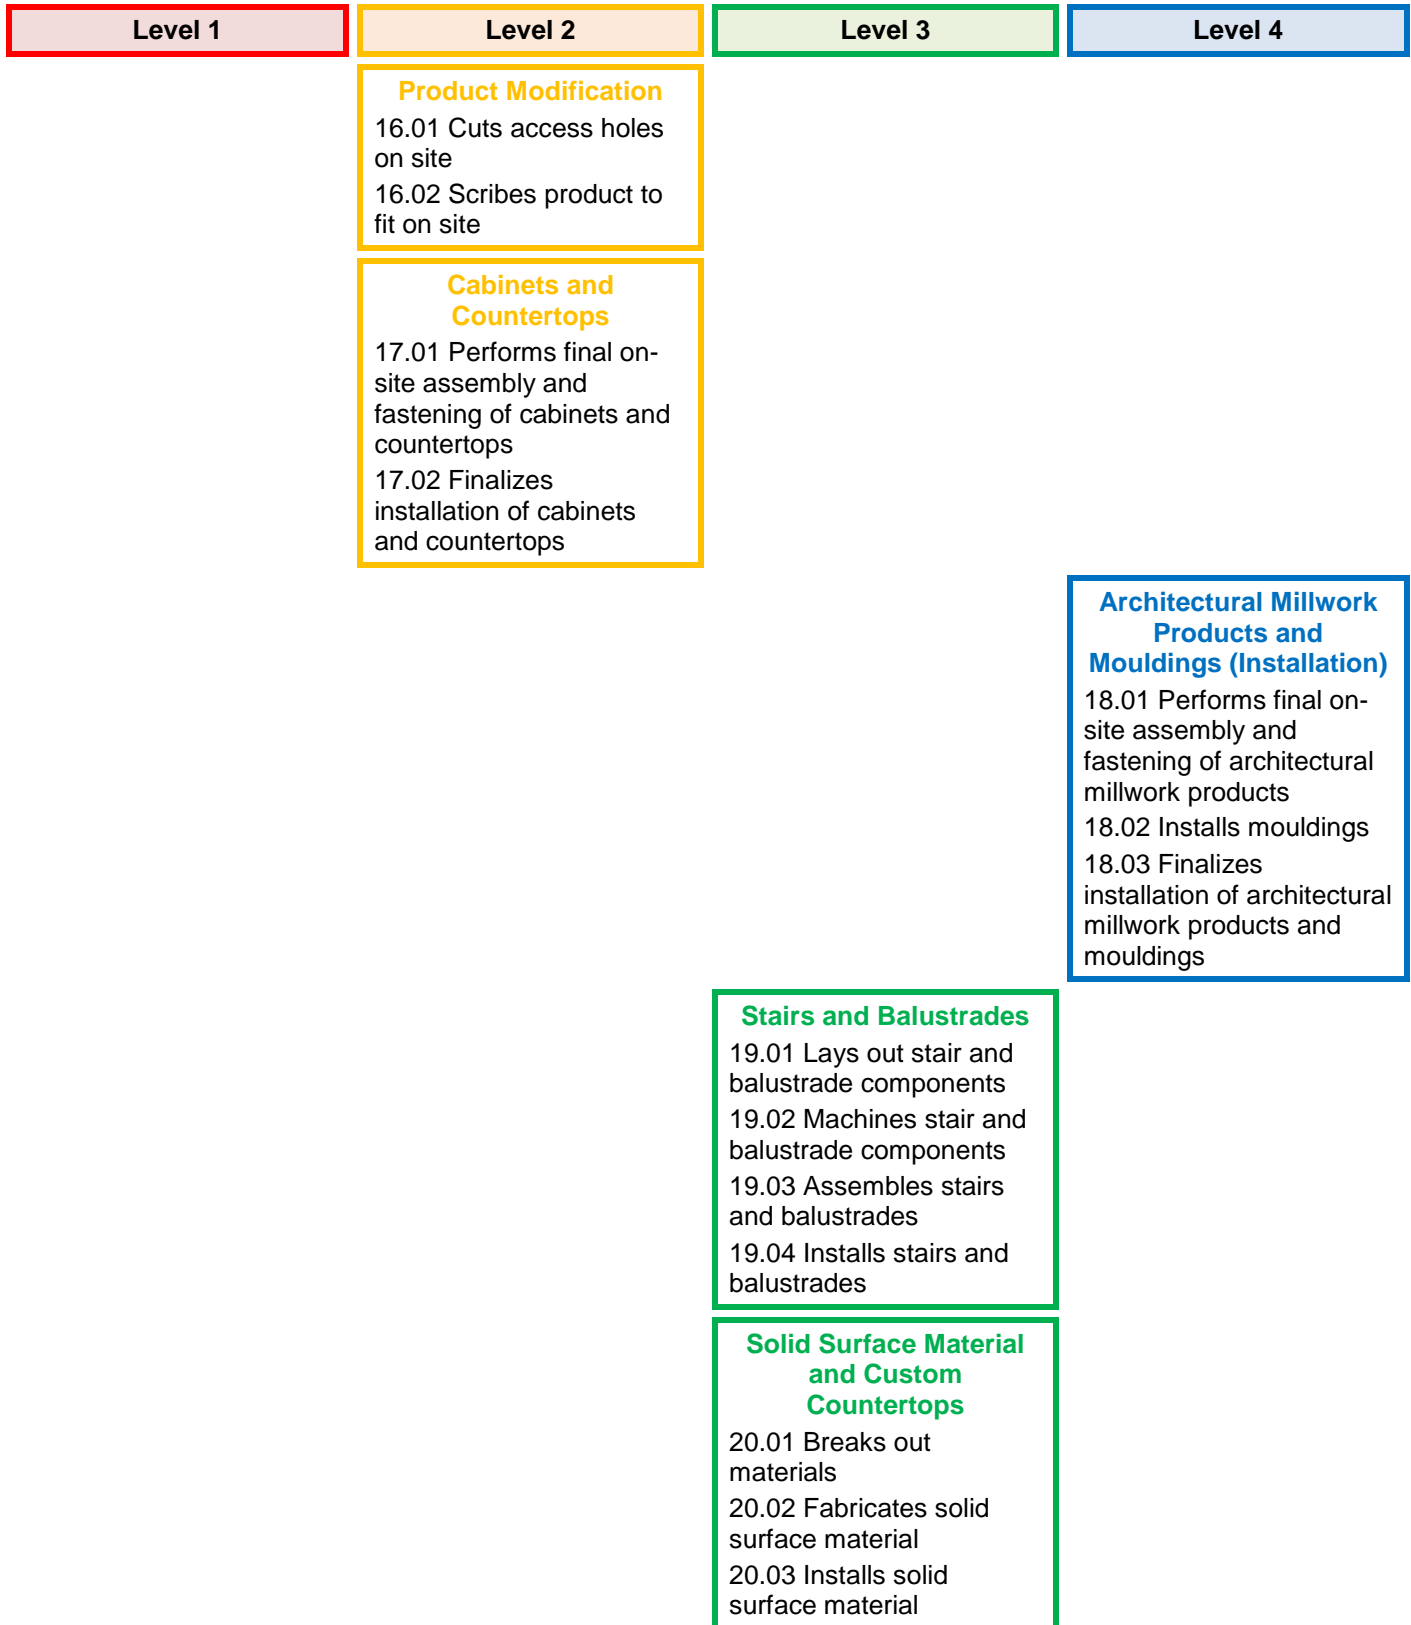 Level 1
Level 2
Level 3
Level 4
Product Modification
16.01 Cuts access holes
on site
16.02 Scribes product to
fit on site
Cabinets and
Countertops
17.01 Performs final on-
site assembly and
fastening of cabinets and
countertops
17.02 Finalizes
installation of cabinets
and countertops
Architectural Millwork
Products and
Mouldings (Installation)
18.01 Performs final on-
site assembly and
fastening of architectural
millwork products
18.02 Installs mouldings
18.03 Finalizes
installation of architectural
millwork products and
mouldings
Stairs and Balustrades
19.01 Lays out stair and
balustrade components
19.02 Machines stair and
balustrade components
19.03 Assembles stairs
and balustrades
19.04 Installs stairs and
balustrades
Solid Surface Material
and Custom
Countertops
20.01 Breaks out
materials
20.02 Fabricates solid
surface material
20.03 Installs solid
surface material